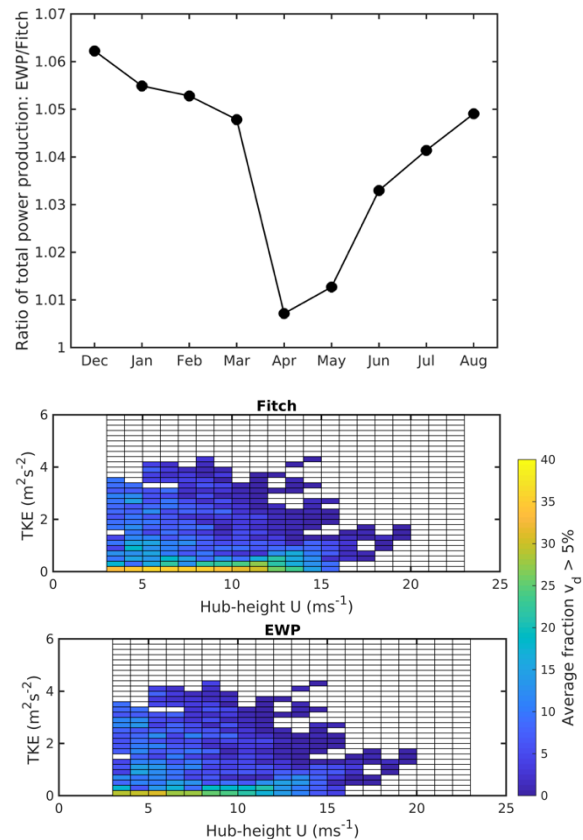 Ratio of total power production: EWP/Fitch
1.07
1.06
1.05
1.04
1.03
1.02
1.01
1
Dec Jan Feb Mar Apr May Jun Jul Aug
Fitch
TKE (m²s⁻²)
6
4
2
0
0 5 10 15 20 25
Hub-height U (ms⁻¹)
EWP
TKE (m²s⁻²)
6
4
2
0
0 5 10 15 20 25
Hub-height U (ms⁻¹)
40
35
30
25
20
15
10
5
0
Average fraction v_d > 5%